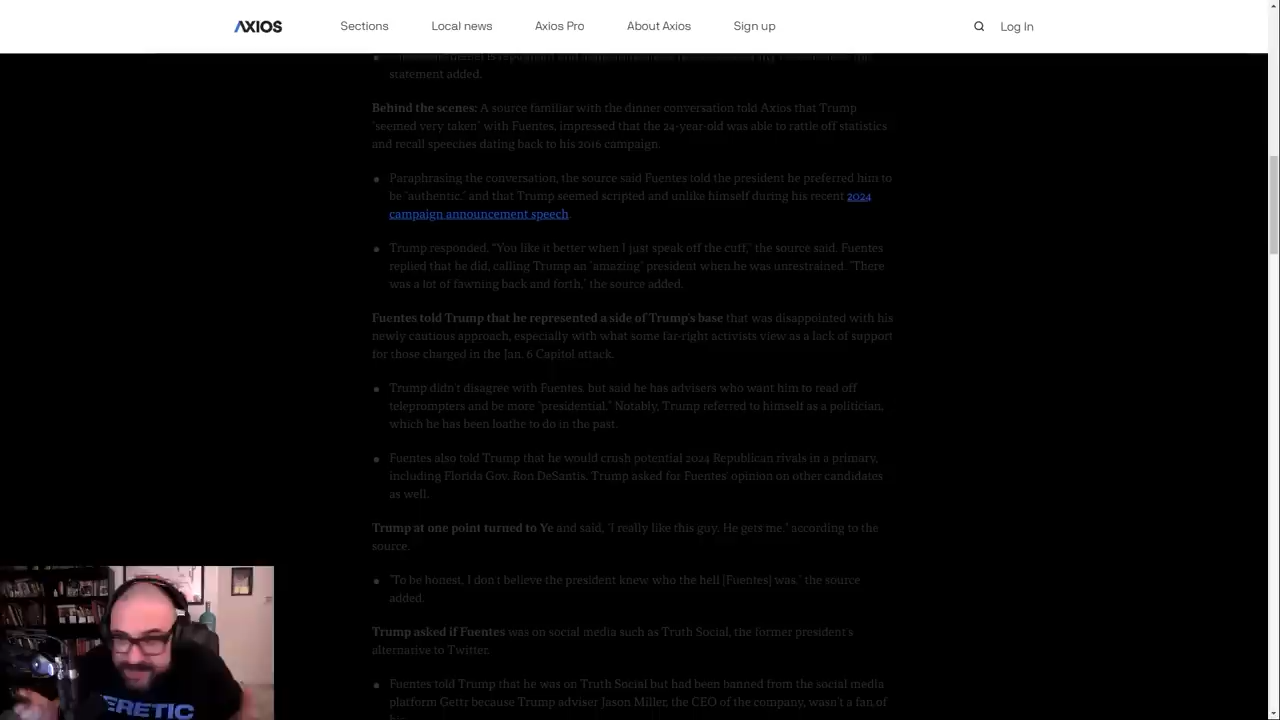 AXIOS
Sections
Local news
Axios Pro
About Axios
Sign up
Log In
statement added.
Behind the scenes: A source familiar with the dinner conversation told Axios that Trump
"seemed very taken" with Fuentes, impressed that the 24-year-old was able to rattle off statistics
and recall speeches dating back to his 2016 campaign.
Paraphrasing the conversation, the source said Fuentes told the president he preferred him to
be "authentic," and that Trump seemed scripted and unlike himself during his recent 2024
campaign announcement speech.
Trump responded, "You like it better when I just speak off the cuff," the source said. Fuentes
replied that he did, calling Trump an "amazing" president when he was unrestrained. "There
was a lot of fawning back and forth," the source added.
Fuentes told Trump that he represented a side of Trump's base that was disappointed with his
newly cautious approach, especially with what some far-right activists view as a lack of support
for those charged in the Jan. 6 Capitol attack.
Trump didn't disagree with Fuentes, but said he has advisers who want him to read off
teleprompters and be more "presidential." Notably, Trump referred to himself as a politician,
which he has been loathe to do in the past.
Fuentes also told Trump that he would crush potential 2024 Republican rivals in a primary,
including Florida Gov. Ron DeSantis. Trump asked for Fuentes' opinion on other candidates
as well.
Trump at one point turned to Ye and said, "I really like this guy. He gets me," according to the
source.
"To be honest, I don't believe the president knew who the hell [Fuentes] was," the source
added.
Trump asked if Fuentes was on social media such as Truth Social, the former president's
alternative to Twitter.
Fuentes told Trump that he was on Truth Social but had been banned from the social media
platform Gettr because Trump adviser Jason Miller, the CEO of the company, wasn't a fan of
ERETIC